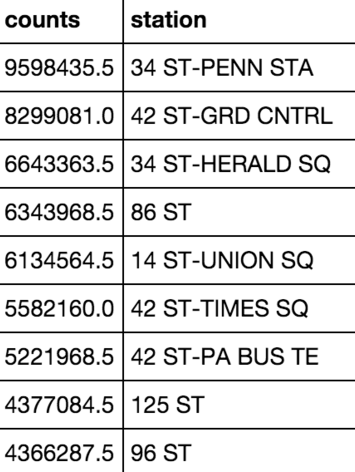 counts station
9598435.5 34 ST-PENN STA
8299081.0 42 ST-GRD CNTRL
6643363.5 34 ST-HERALD SQ
6343968.5 86 ST
6134564.5 14 ST-UNION SQ
5582160.0 42 ST-TIMES SQ
5221968.5 42 ST-PA BUS TE
4377084.5 125 ST
4366287.5 96 ST